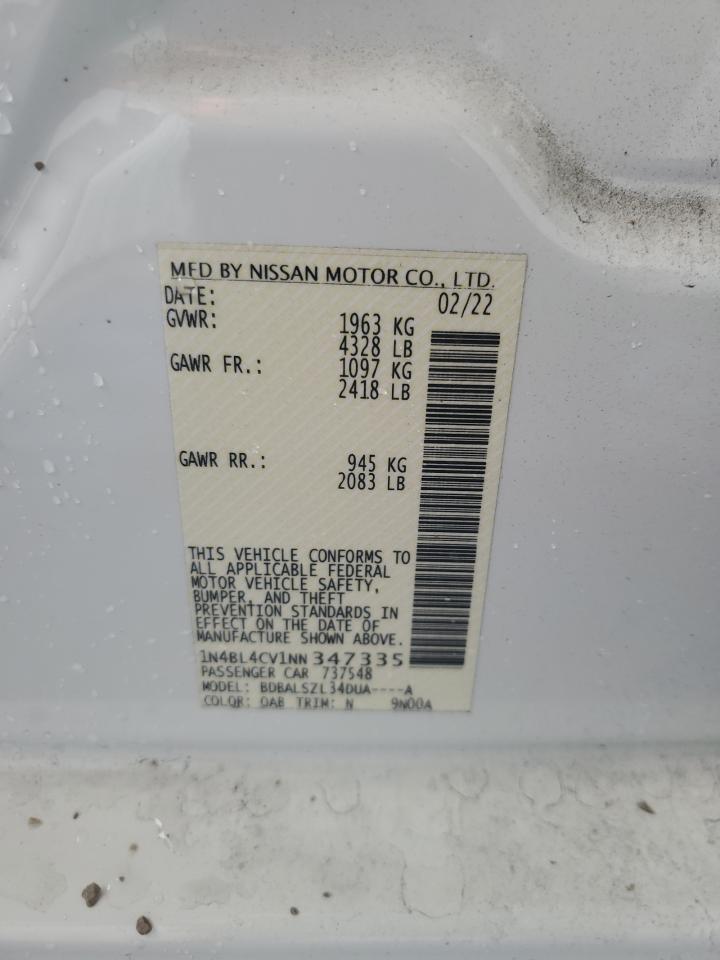 MFD BY NISSAN MOTOR CO., LTD.
DATE: 02/22
GVWR: 1963 KG
4328 LB
GAWR FR.: 1097 KG
2418 LB
GAWR RR.: 945 KG
2083 LB
THIS VEHICLE CONFORMS TO
ALL APPLICABLE FEDERAL
MOTOR VEHICLE SAFETY,
BUMPER, AND THEFT
PREVENTION STANDARDS IN
EFFECT ON THE DATE OF
MANUFACTURE SHOWN ABOVE.
1N4BL4CV1NN347335
PASSENGER CAR 737548
MODEL: BDBALSZL34DUA----A
COLOR: QAB TRIM: N 9N00A